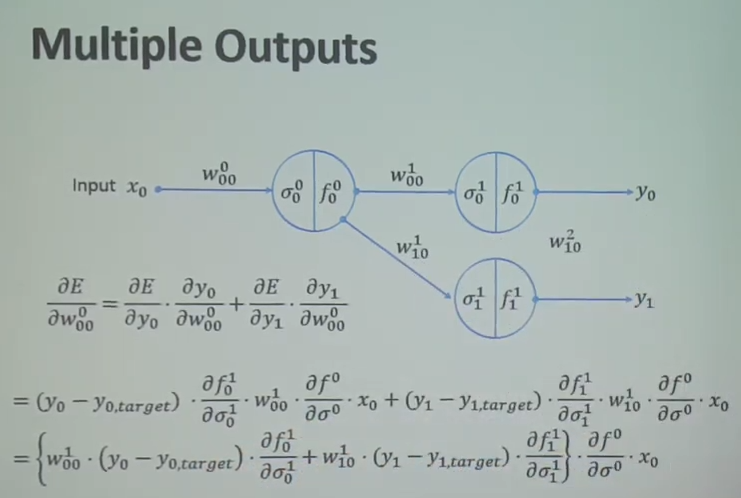 Multiple Outputs
Input x₀ w⁰₀₀ σ⁰₀ f⁰₀ w¹₀₀ σ¹₀ f¹₀ y₀
w¹₁₀ w²₁₀
σ¹₁ f¹₁ y₁
∂E/∂w⁰₀₀ = ∂E/∂y₀ · ∂y₀/∂w⁰₀₀ + ∂E/∂y₁ · ∂y₁/∂w⁰₀₀
= (y₀ − y₀,target) · ∂f¹₀/∂σ¹₀ · w¹₀₀ · ∂f⁰/∂σ⁰ · x₀ + (y₁ − y₁,target) · ∂f¹₁/∂σ¹₁ · w¹₁₀ · ∂f⁰/∂σ⁰ · x₀
= {w¹₀₀ · (y₀ − y₀,target) · ∂f¹₀/∂σ¹₀ + w¹₁₀ · (y₁ − y₁,target) · ∂f¹₁/∂σ¹₁} · ∂f⁰/∂σ⁰ · x₀